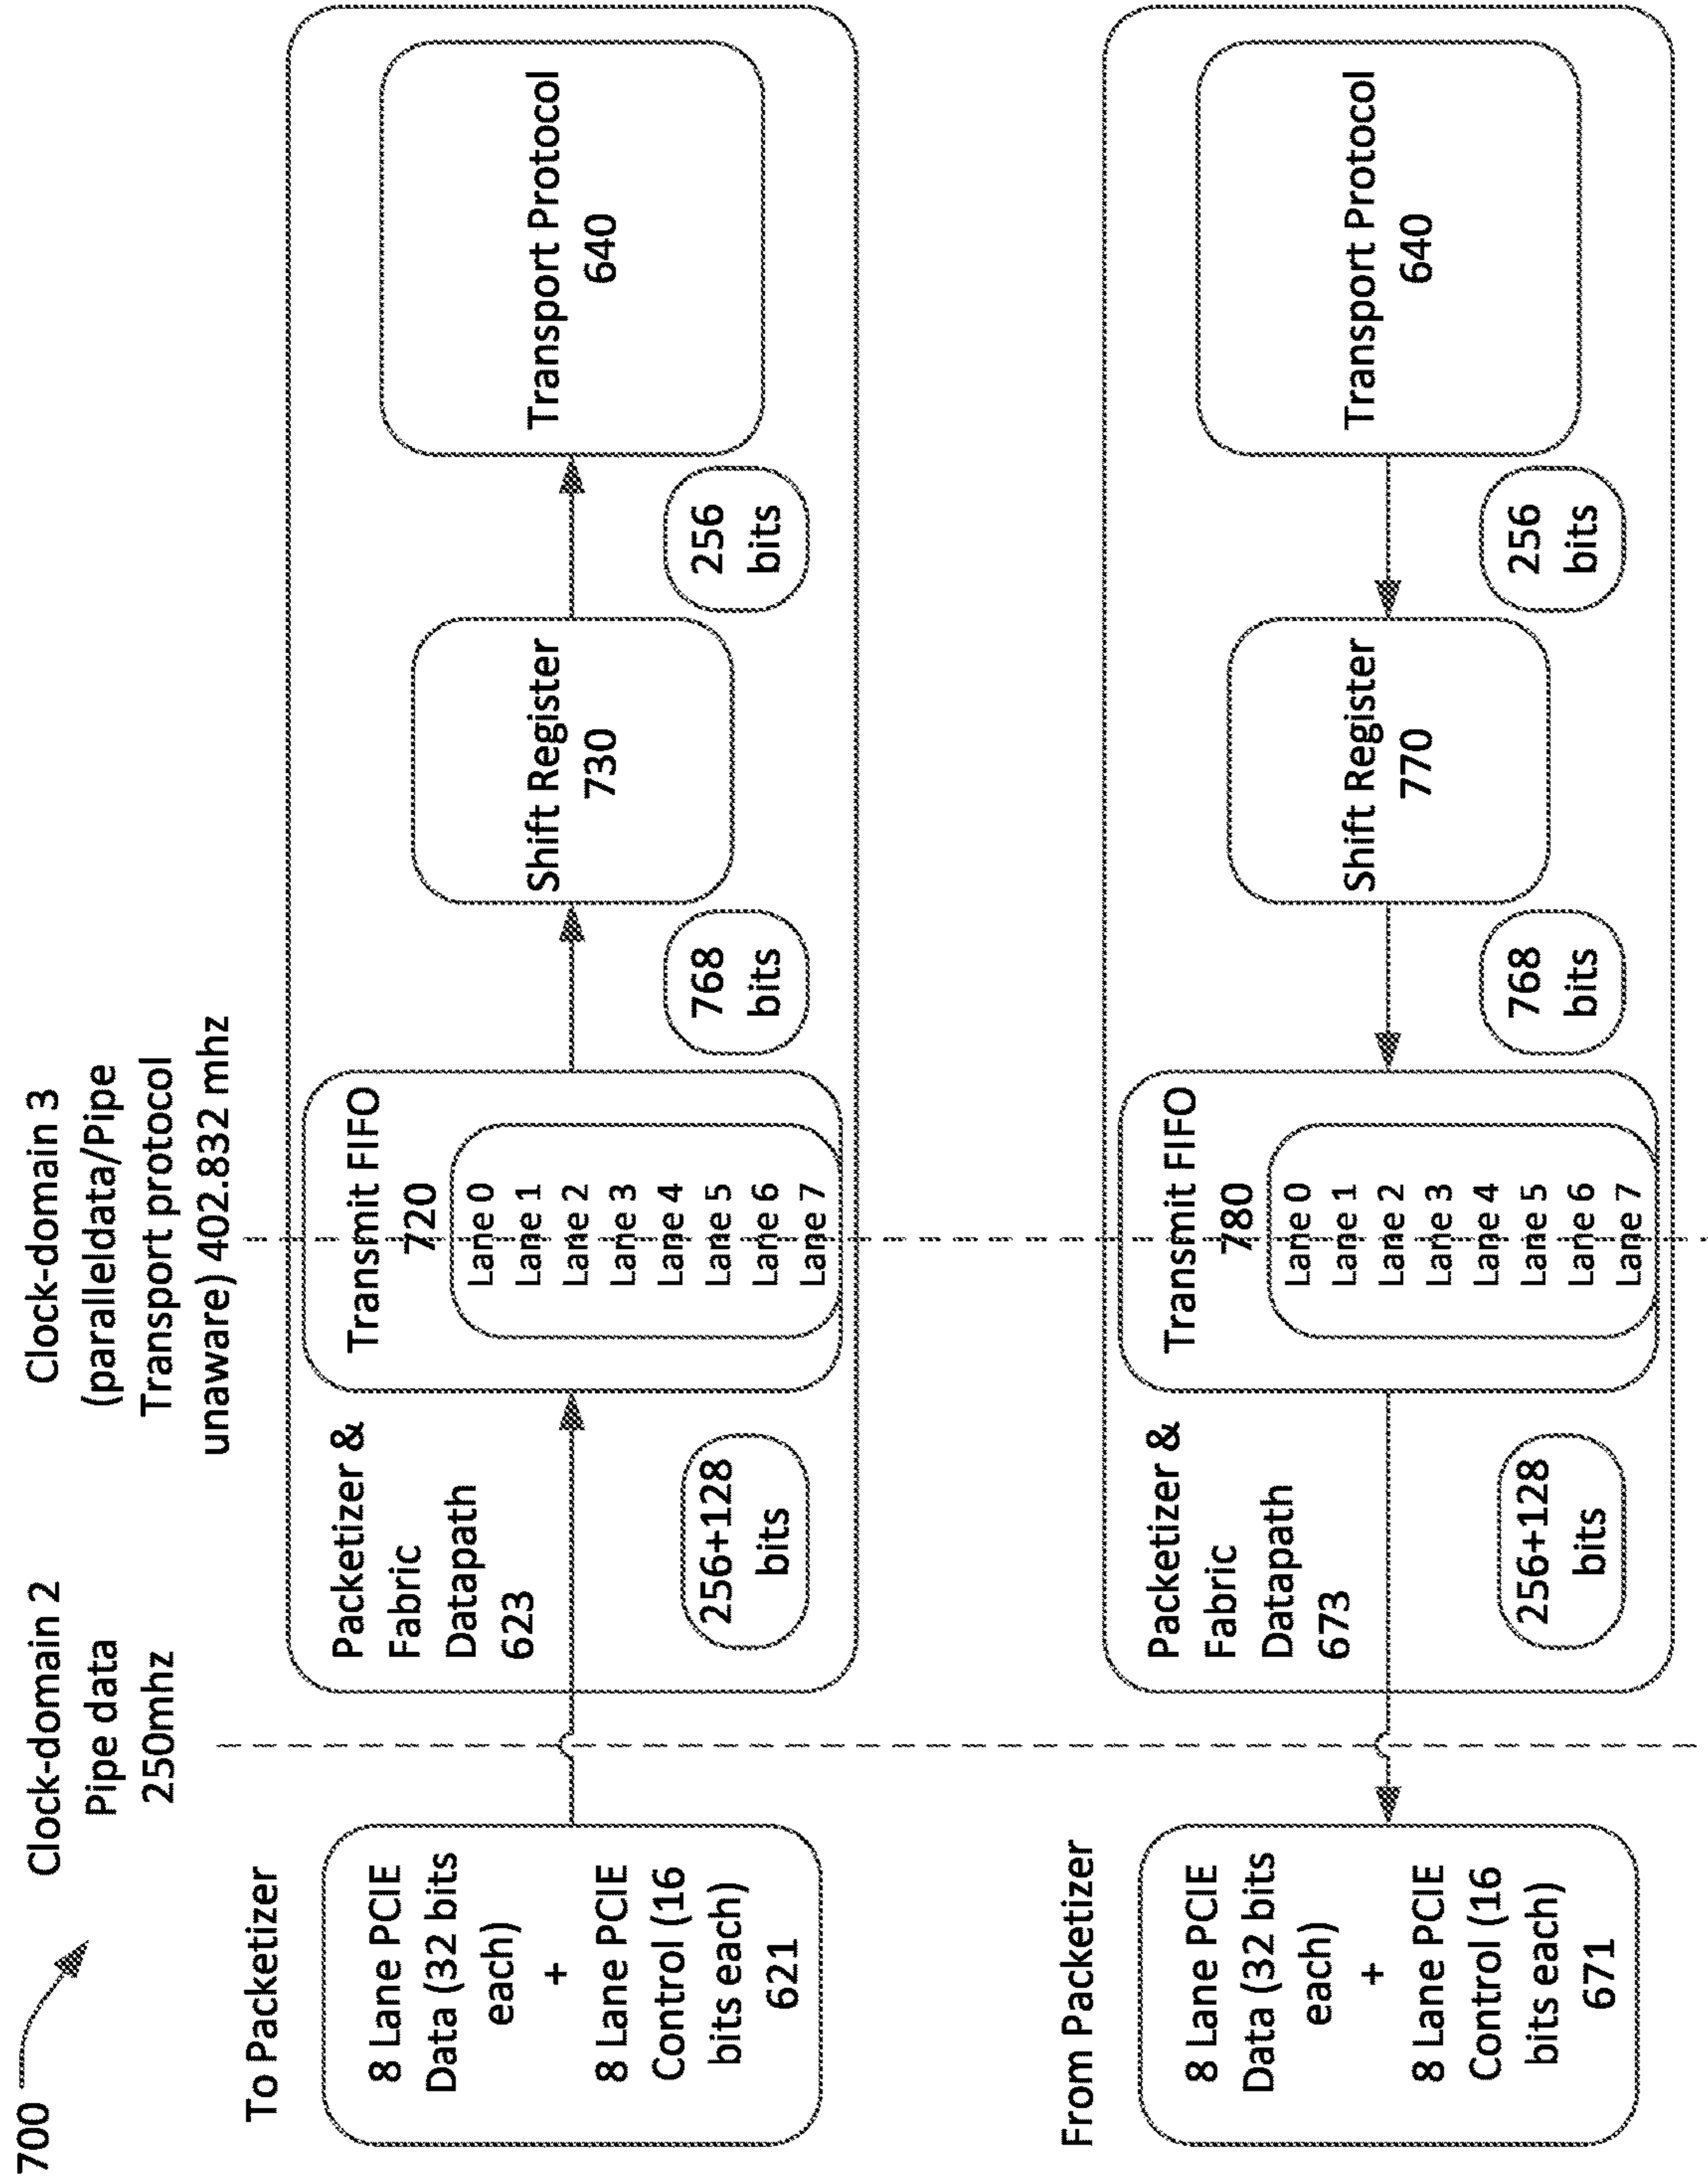 700
Clock-domain 2
Pipe data
250mhz
Clock-domain 3
(paralleldata/Pipe
Transport protocol
unaware) 402.832 mhz
To Packetizer
8 Lane PCIE
Data (32 bits
each)
+
8 Lane PCIE
Control (16
bits each)
621
Packetizer &
Fabric
Datapath
623
256+128
bits
Transmit FIFO
720
Lane 0
Lane 1
Lane 2
Lane 3
Lane 4
Lane 5
Lane 6
Lane 7
768
bits
Shift Register
730
256
bits
Transport Protocol
640
From Packetizer
8 Lane PCIE
Data (32 bits
each)
+
8 Lane PCIE
Control (16
bits each)
671
Packetizer &
Fabric
Datapath
673
256+128
bits
Transmit FIFO
780
Lane 0
Lane 1
Lane 2
Lane 3
Lane 4
Lane 5
Lane 6
Lane 7
768
bits
Shift Register
770
256
bits
Transport Protocol
640